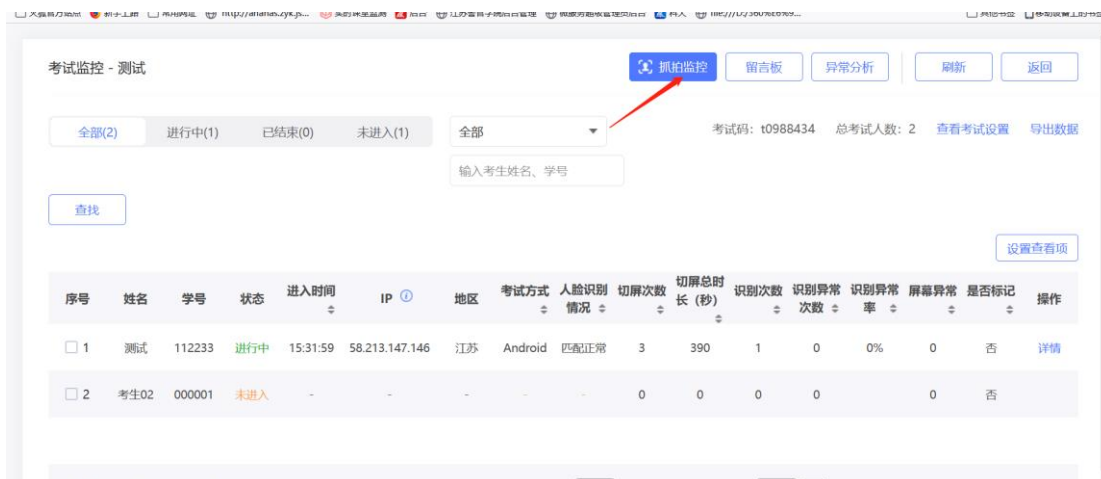 考试监控 - 测试
抓拍监控
留言板
异常分析
刷新
返回
全部(2)
进行中(1)
已结束(0)
未进入(1)
全部
考试码: t0988434
总考试人数: 2
查看考试设置
导出数据
输入考生姓名、学号
查找
设置查看项
序号 姓名 学号 状态 进入时间 IP 地区 考试方式 人脸识别情况 切屏次数 切屏总时长（秒） 识别次数 识别异常次数 识别异常率 屏幕异常 是否标记 操作
1 测试 112233 进行中 15:31:59 58.213.147.146 江苏 Android 匹配正常 3 390 1 0 0% 0 否 详情
2 考生02 000001 未进入 - - - - - 0 0 0 0 0 否